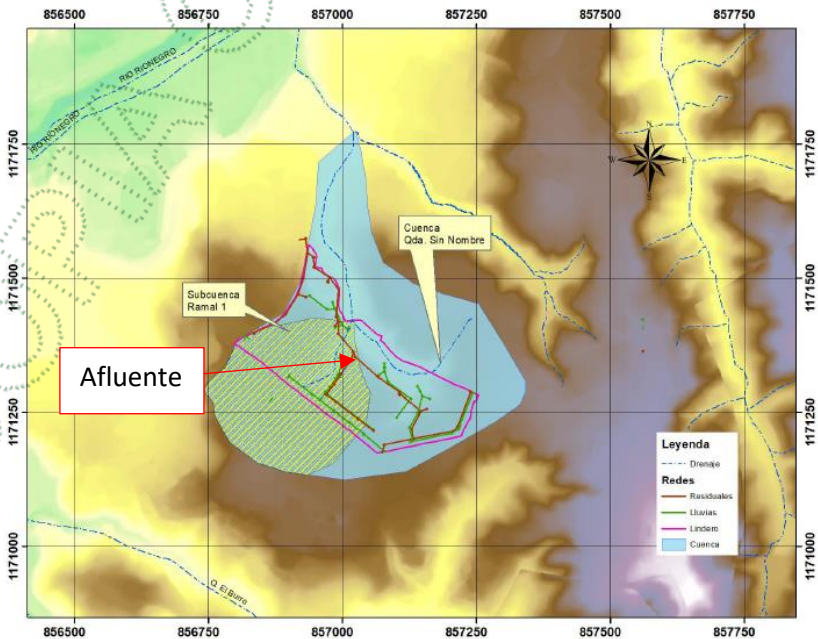 856500 856750 857000 857250 857500 857750
1171750
1171500
1171250
1171000
RIO RIONEGRO
RIO RIONEGRO
N
W E
S
Cuenca
Qda. Sin Nombre
Subcuenca
Ramal 1
Afluente
Q. El Burro
Leyenda
Drenaje
Redes
Residuales
Lluvias
Lindero
Cuenca
1171750
1171500
1171250
1171000
856500 856750 857000 857250 857500 857750